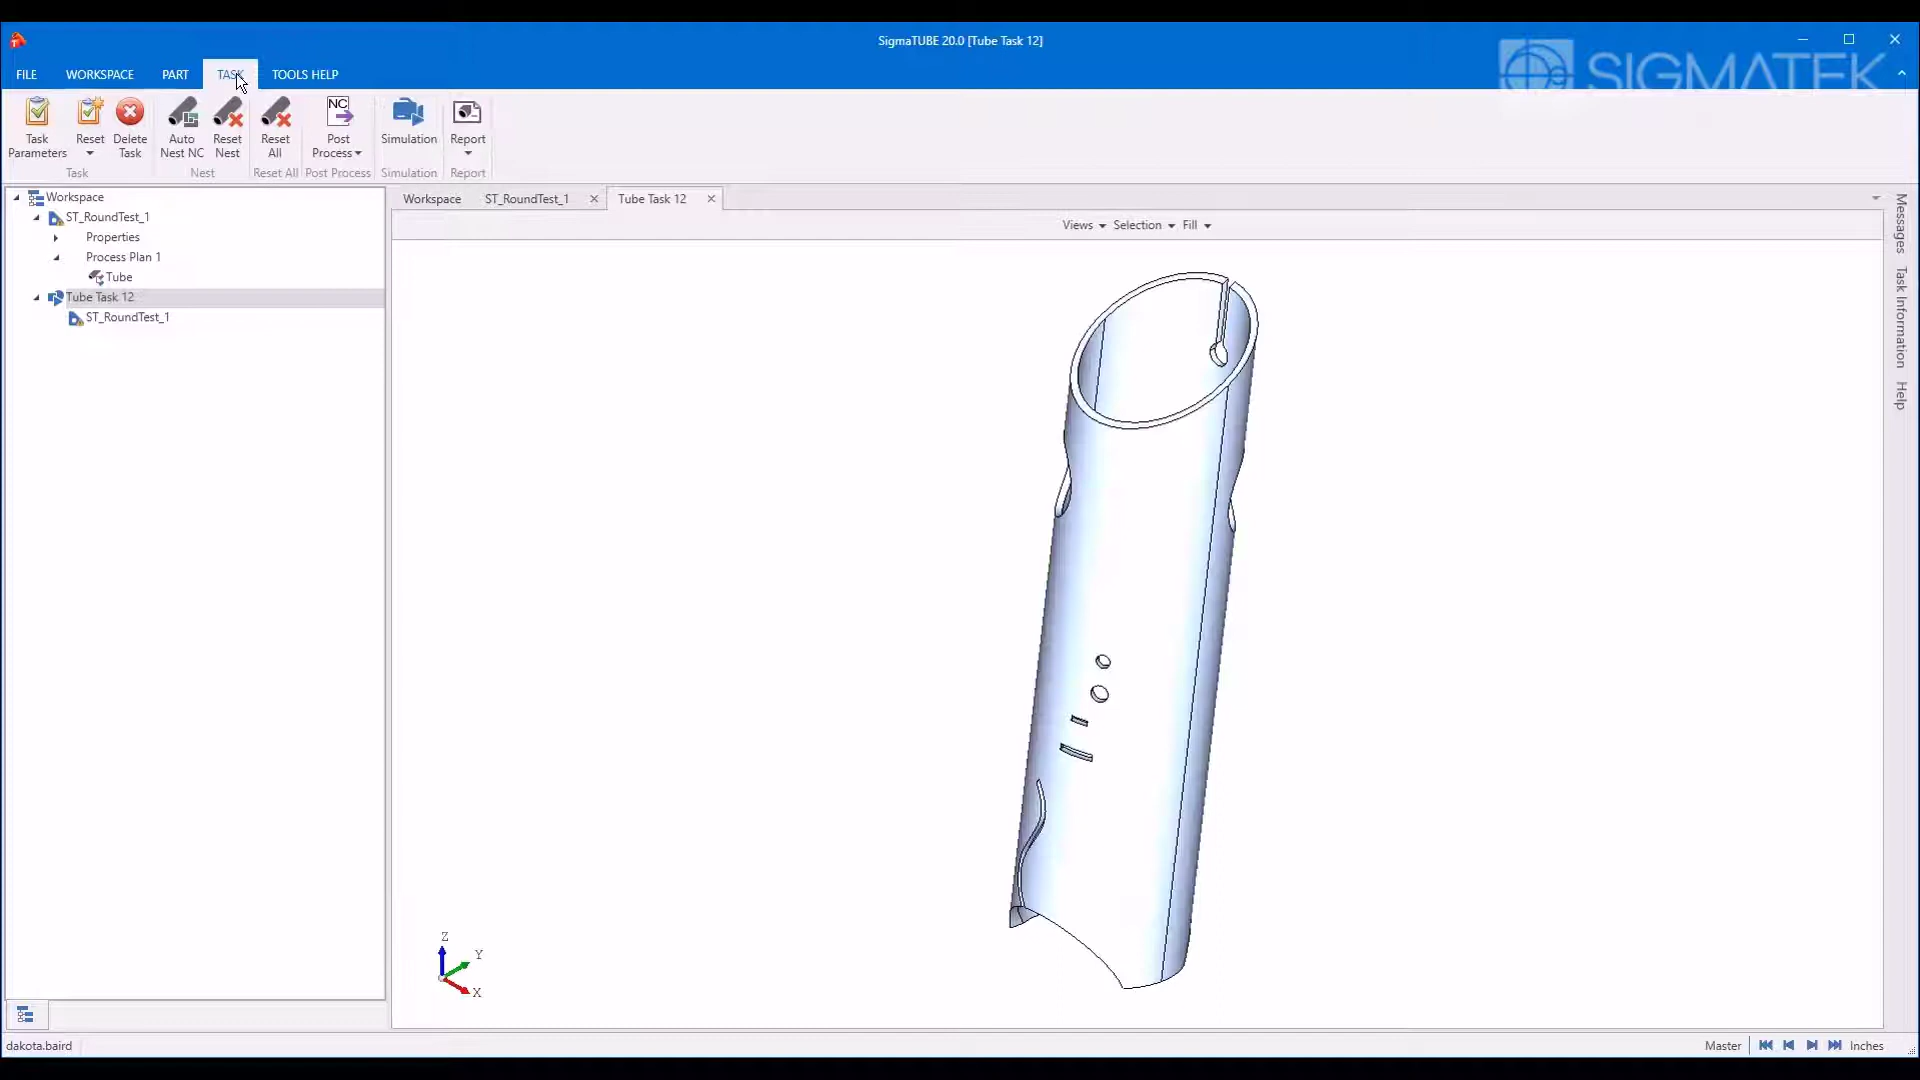 SigmaTUBE 20.0 [Tube Task 12]
SIGMATEK
FILE WORKSPACE PART TASK TOOLS HELP
Task Parameters
Reset
Delete Task
Auto Nest NC
Reset Nest
Reset All
NC
Post Process
Simulation
Report
Task Nest Reset All Post Process Simulation Report
Workspace
ST_RoundTest_1
Properties
Process Plan 1
Tube
Tube Task 12
ST_RoundTest_1
Workspace ST_RoundTest_1 Tube Task 12
Views Selection Fill
Messages
Task Information
Help
Z
Y
X
dakota.baird
Master Inches